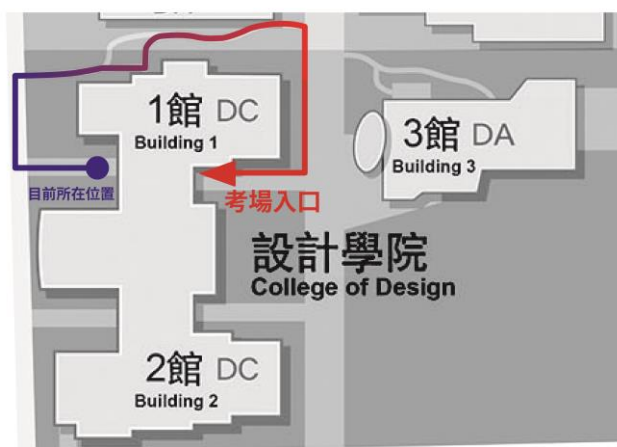 1館 DC
Building 1
3館 DA
Building 3
目前所在位置
考場入口
設計學院
College of Design
2館 DC
Building 2